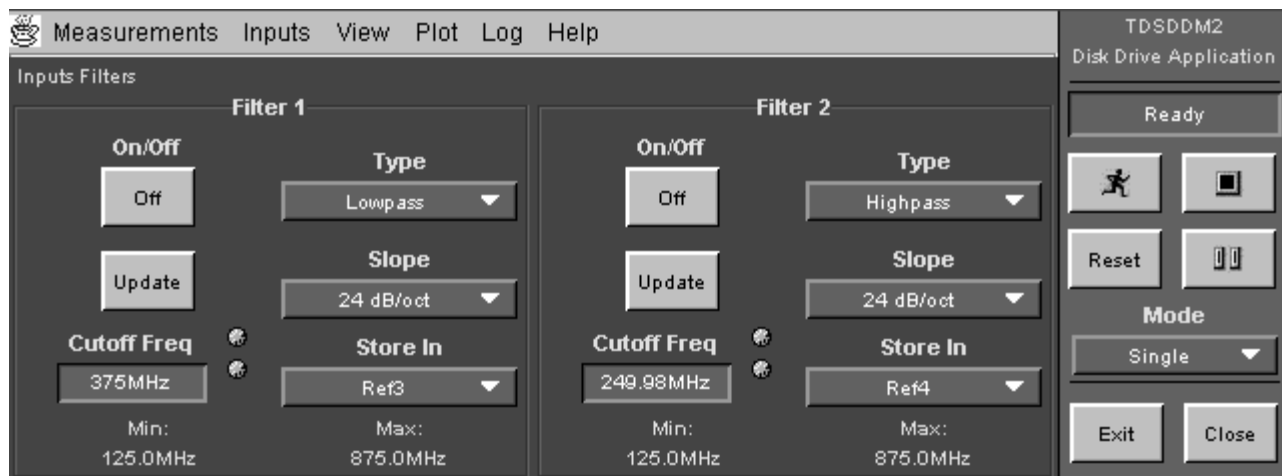 Measurements Inputs View Plot Log Help
Inputs Filters
Filter 1
On/Off
Type
Off
Lowpass
Update
Slope
24 dB/oct
Cutoff Freq
Store In
375MHz
Ref3
Min:
Max:
125.0MHz
875.0MHz
Filter 2
On/Off
Type
Off
Highpass
Update
Slope
24 dB/oct
Cutoff Freq
Store In
249.98MHz
Ref4
Min:
Max:
125.0MHz
875.0MHz
TDSDDM2
Disk Drive Application
Ready
Reset
Mode
Single
Exit
Close